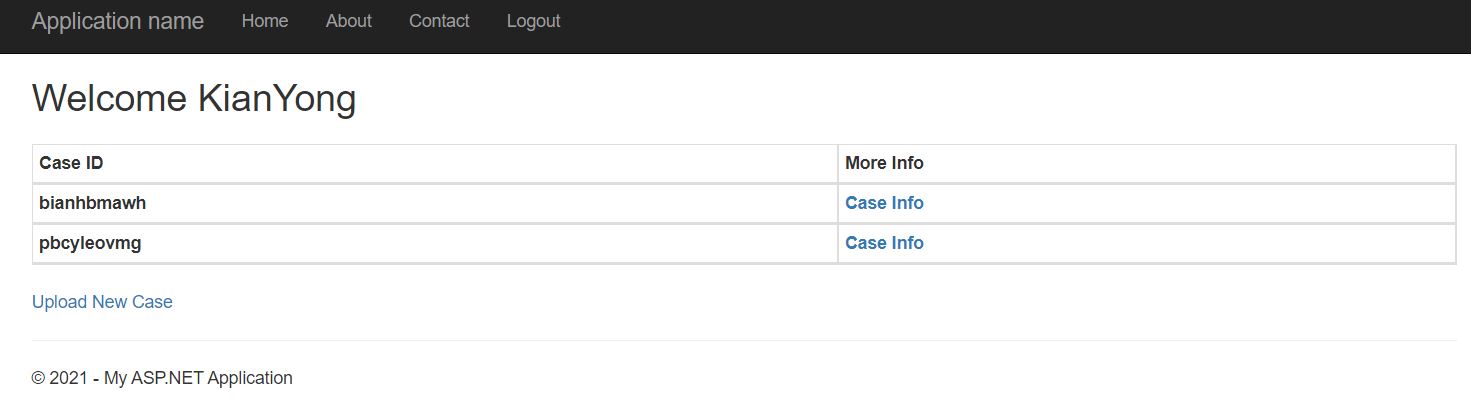 Application name Home About Contact Logout
Welcome KianYong
Case ID More Info
bianhbmawh Case Info
pbcyleovmg Case Info
Upload New Case
© 2021 - My ASP.NET Application